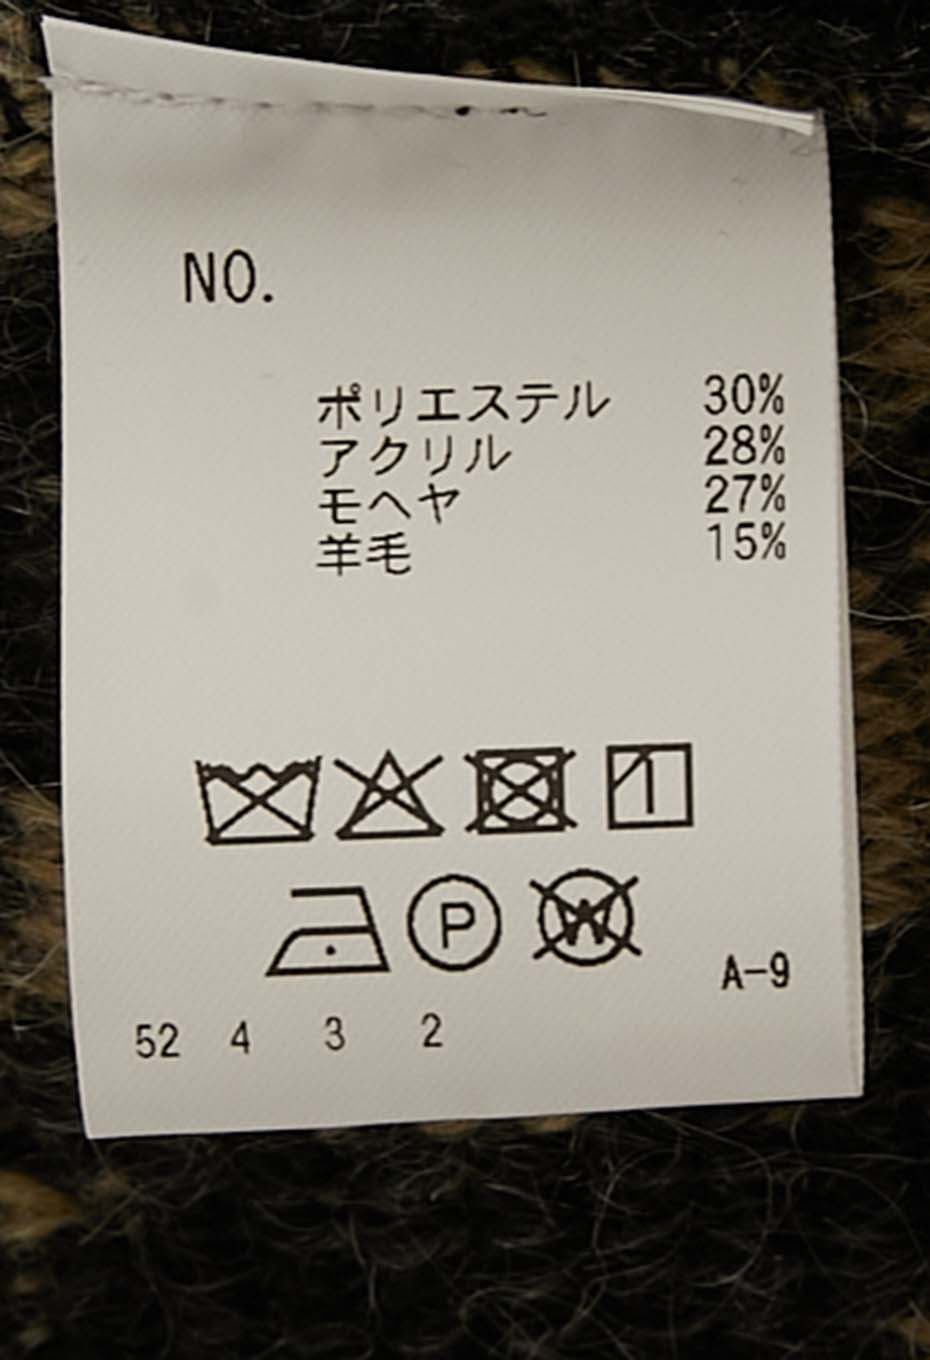 NO.
ポリエステル 30%
アクリル 28%
モヘヤ 27%
羊毛 15%
P W
A-9
52 4 3 2